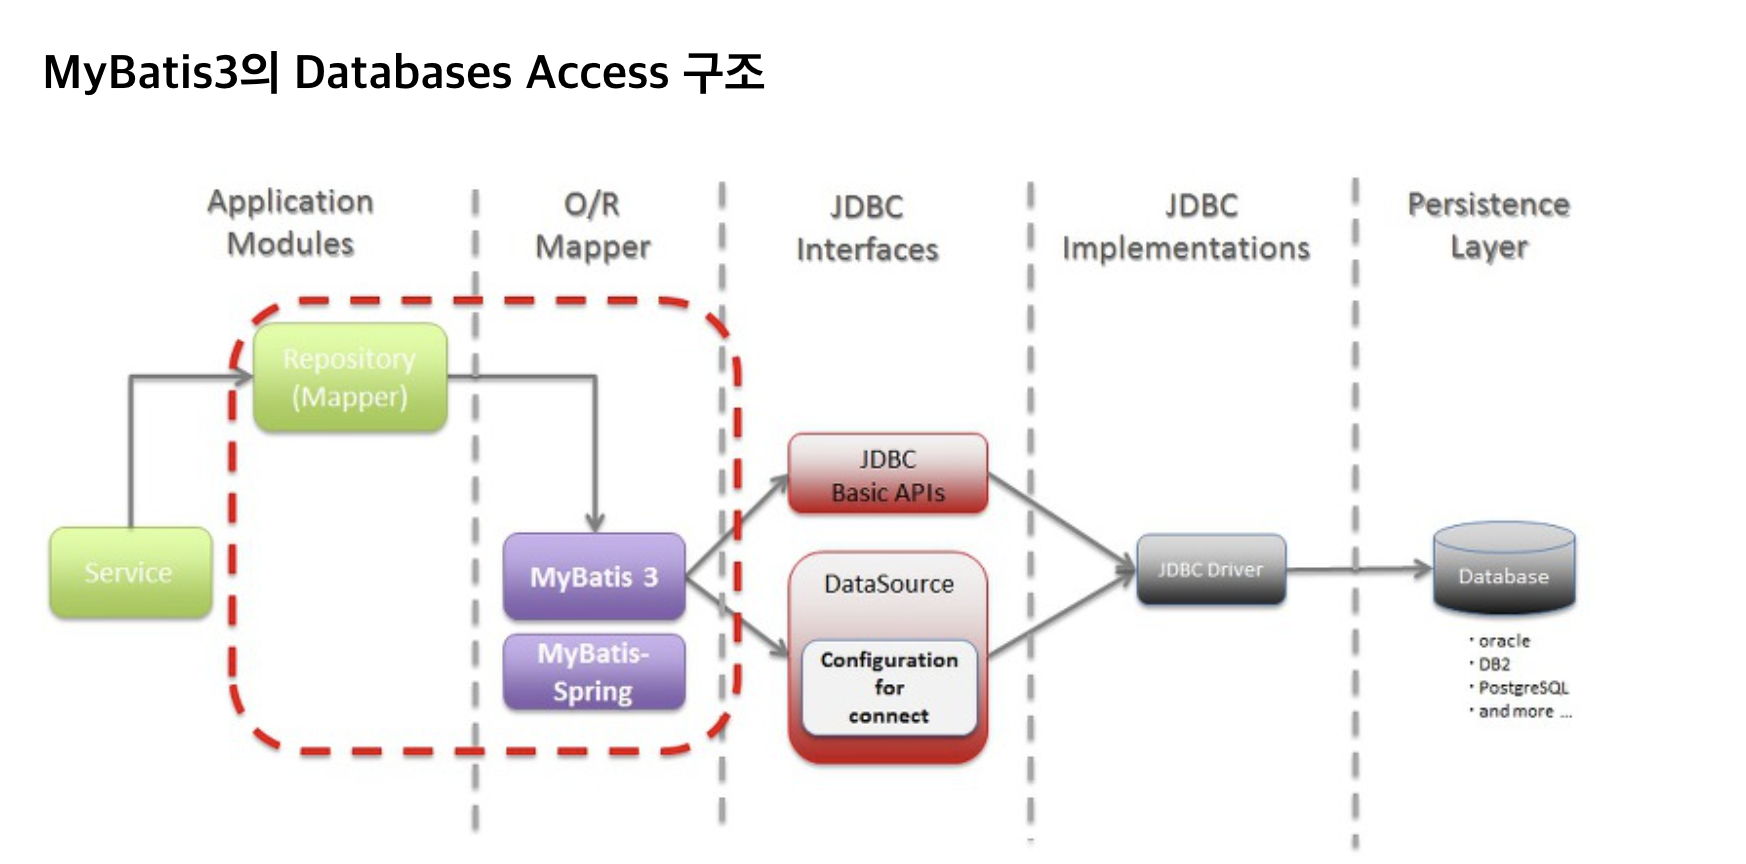 MyBatis3의 Databases Access 구조
Application
Modules
O/R
Mapper
JDBC
Interfaces
JDBC
Implementations
Persistence
Layer
Repository
(Mapper)
Service
MyBatis 3
MyBatis-
Spring
JDBC
Basic APIs
DataSource
Configuration
for
connect
JDBC Driver
Database
· oracle
· DB2
· PostgreSQL
· and more ...